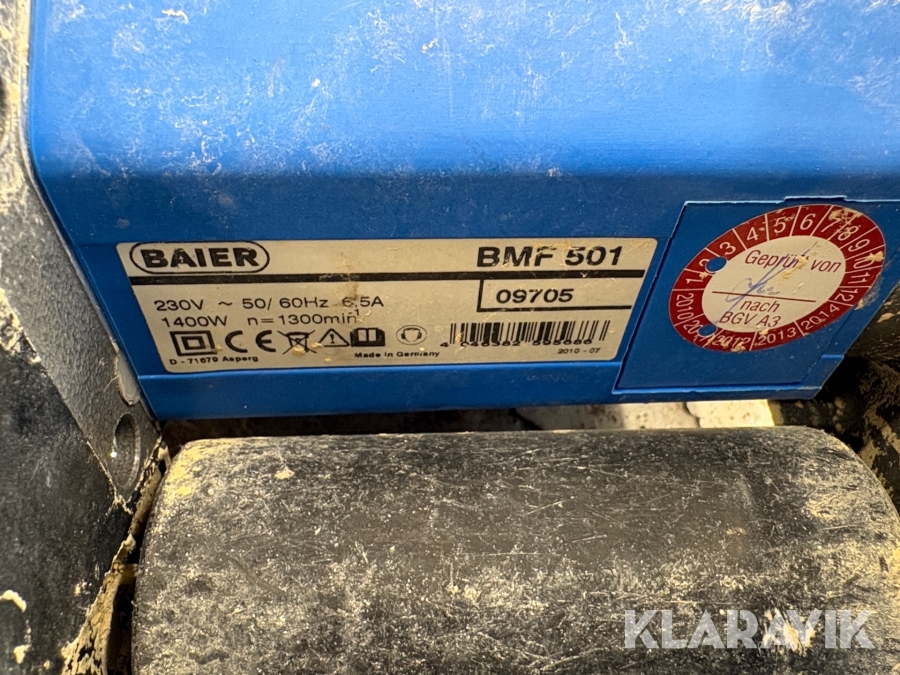 BAIER
BMF 501
230V ~ 50/ 60Hz 6,5A
09705
1400W n=1300min¹
CE
D - 71679 Asperg
Made in Germany
2010 - 07
1 2 3 4 5 6 7 8 9 10 11 12
Geprüft von
nach
BGV A3
2010 2012 2013 2014
KLARAVIK